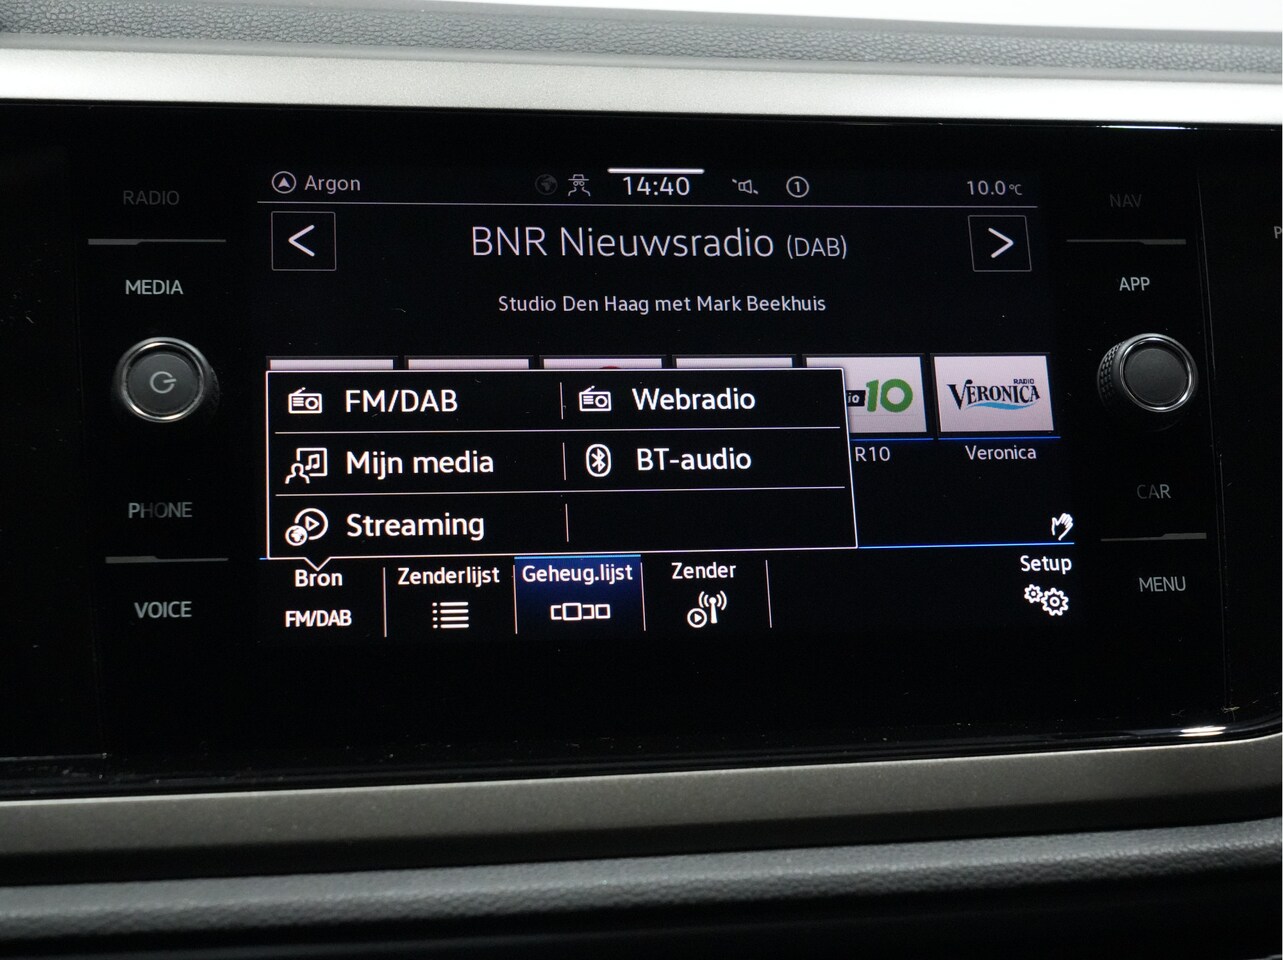 RADIO
MEDIA
PHONE
VOICE
Argon
14:40
1
10.0°C
BNR Nieuwsradio (DAB)
Studio Den Haag met Mark Beekhuis
FM/DAB
Webradio
Mijn media
BT-audio
Streaming
10
RADIO
VERONICA
R10
Veronica
Bron
FM/DAB
Zenderlijst
Geheug.lijst
Zender
Setup
NAV
APP
CAR
MENU